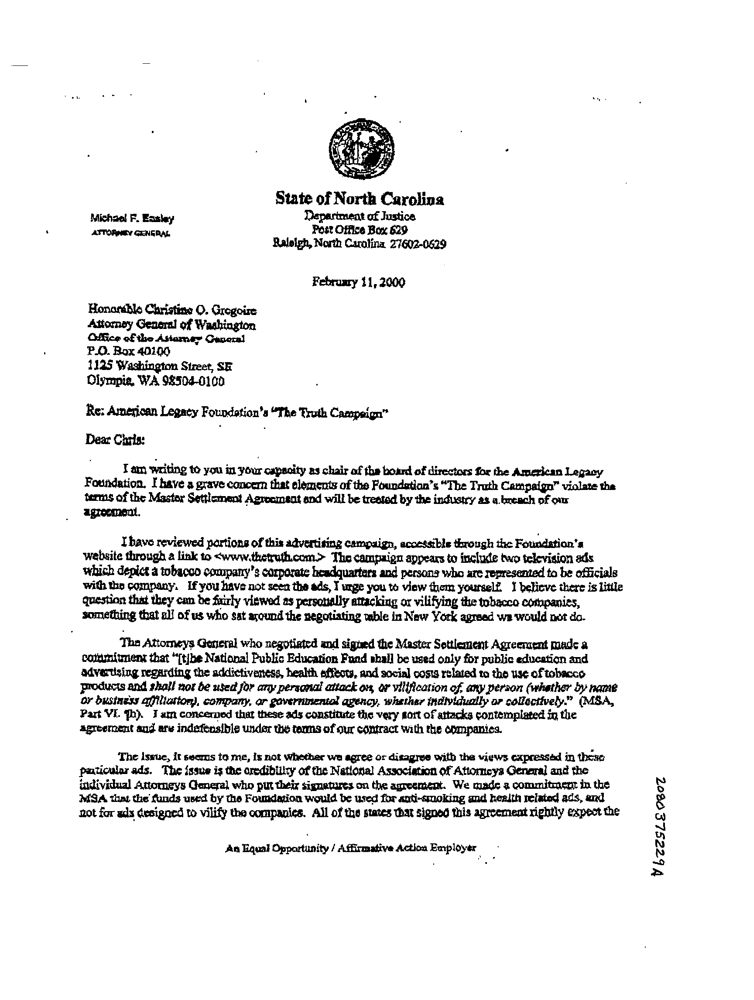 State of North Carolina
Department of Justice
Post Office Box 629
Raleigh, North Carolina 27602-0629
Michael F. Easley
ATTORNEY GENERAL
February 11, 2000
Honorable Christine O. Gregoire
Attorney General of Washington
Office of the Attorney General
P.O. Box 40100
1125 Washington Street, SE
Olympia, WA 98504-0100
Re: American Legacy Foundation's "The Truth Campaign"
Dear Chris:
I am writing to you in your capacity as chair of the board of directors for the American Legacy
Foundation. I have a grave concern that elements of the Foundation's "The Truth Campaign" violate the
terms of the Master Settlement Agreement and will be treated by the industry as a breach of our
agreement.
I have reviewed portions of this advertising campaign, accessible through the Foundation's
website through a link to <www.thetruth.com.> The campaign appears to include two television ads
which depict a tobacco company's corporate headquarters and persons who are represented to be officials
with the company. If you have not seen the ads, I urge you to view them yourself. I believe there is little
question that they can be fairly viewed as personally attacking or vilifying the tobacco companies,
something that all of us who sat around the negotiating table in New York agreed we would not do.
The Attorneys General who negotiated and signed the Master Settlement Agreement made a
commitment that "[t]he National Public Education Fund shall be used only for public education and
advertising regarding the addictiveness, health effects, and social costs related to the use of tobacco
products and shall not be used for any personal attack on, or vilification of, any person (whether by name
or business affiliation), company, or governmental agency, whether individually or collectively." (MSA,
Part VI. ¶h). I am concerned that these ads constitute the very sort of attacks contemplated in the
agreement and are indefensible under the terms of our contract with the companies.
The issue, it seems to me, is not whether we agree or disagree with the views expressed in these
particular ads. The issue is the credibility of the National Association of Attorneys General and the
individual Attorneys General who put their signatures on the agreement. We made a commitment in the
MSA that the funds used by the Foundation would be used for anti-smoking and health related ads, and
not for ads designed to vilify the companies. All of the states that signed this agreement rightly expect the
An Equal Opportunity / Affirmative Action Employer
2080375229A